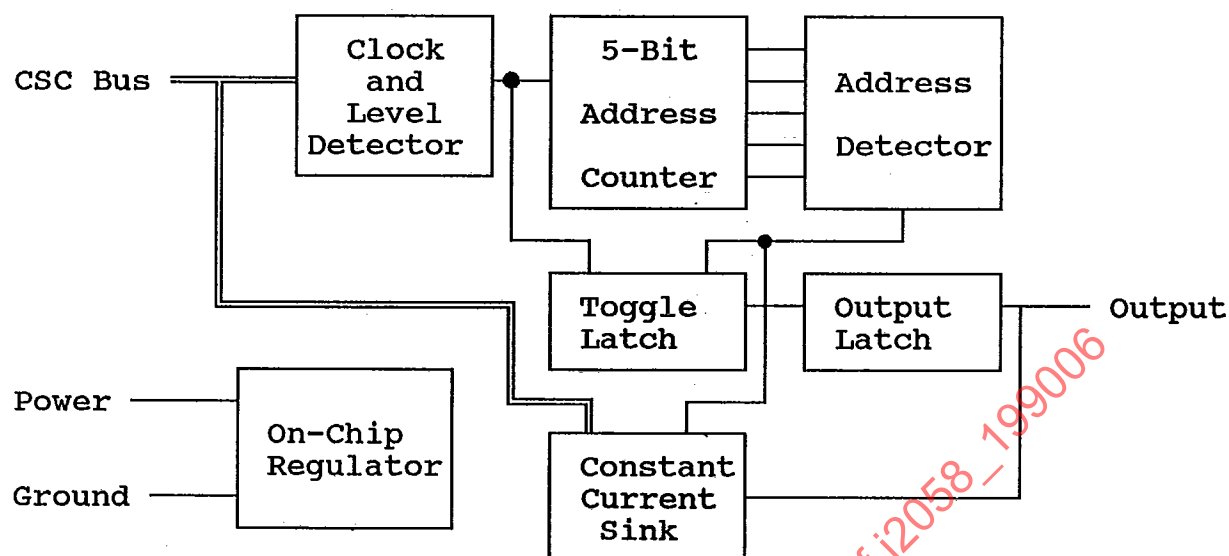 CSC Bus
Clock
and
Level
Detector
5-Bit
Address
Counter
Address
Detector
Toggle
Latch
Output
Latch
Output
Power
Ground
On-Chip
Regulator
Constant
Current
Sink
j2058_199006